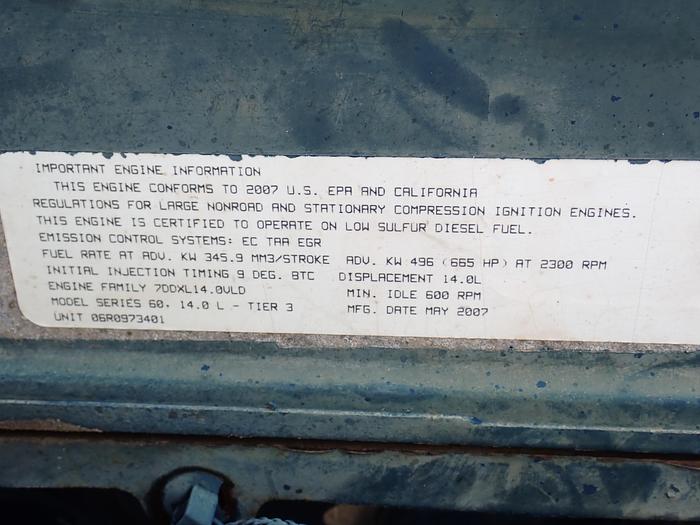 IMPORTANT ENGINE INFORMATION
THIS ENGINE CONFORMS TO 2007 U.S. EPA AND CALIFORNIA
REGULATIONS FOR LARGE NONROAD AND STATIONARY COMPRESSION IGNITION ENGINES.
THIS ENGINE IS CERTIFIED TO OPERATE ON LOW SULFUR DIESEL FUEL.
EMISSION CONTROL SYSTEMS: EC TAA EGR
FUEL RATE AT ADV. KW 345.9 MM3/STROKE ADV. KW 496 (665 HP) AT 2300 RPM
INITIAL INJECTION TIMING 9 DEG. BTC DISPLACEMENT 14.0L
ENGINE FAMILY 7DDXL14.0VLD MIN. IDLE 600 RPM
MODEL SERIES 60, 14.0 L - TIER 3 MFG. DATE MAY 2007
UNIT 06R0973401